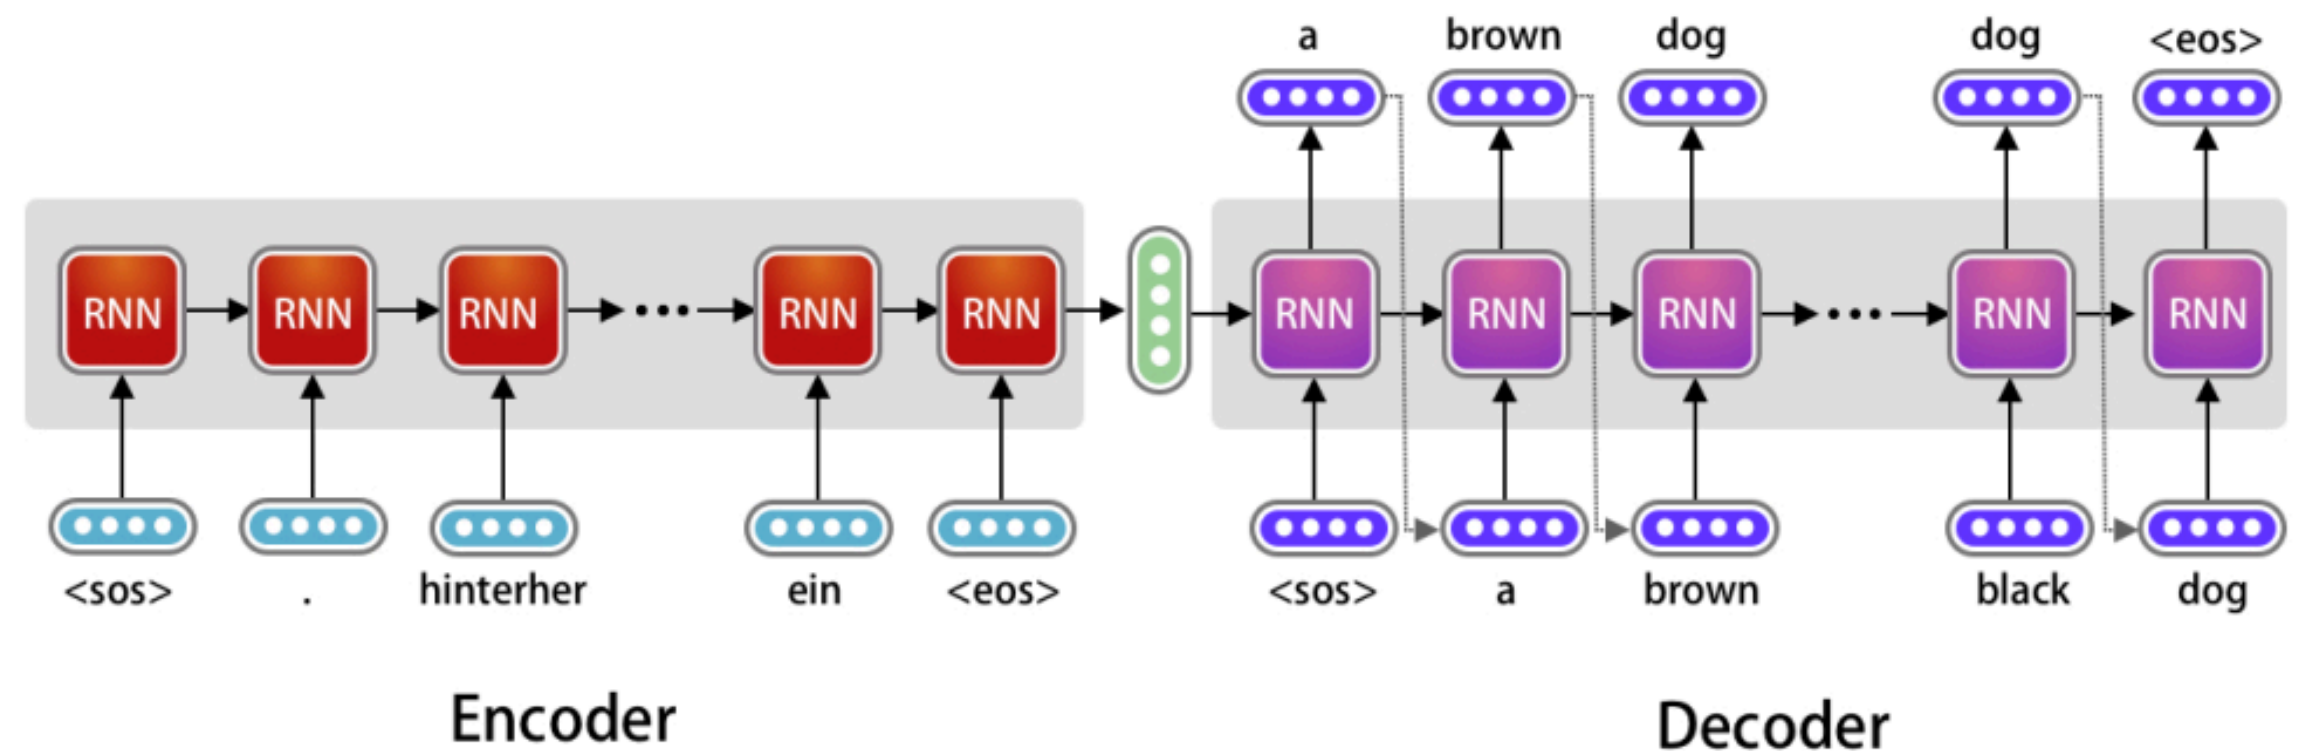 a brown dog dog <eos>
RNN RNN RNN RNN RNN RNN RNN RNN RNN RNN
<sos> . hinterher ein <eos> <sos> a brown black dog
Encoder Decoder